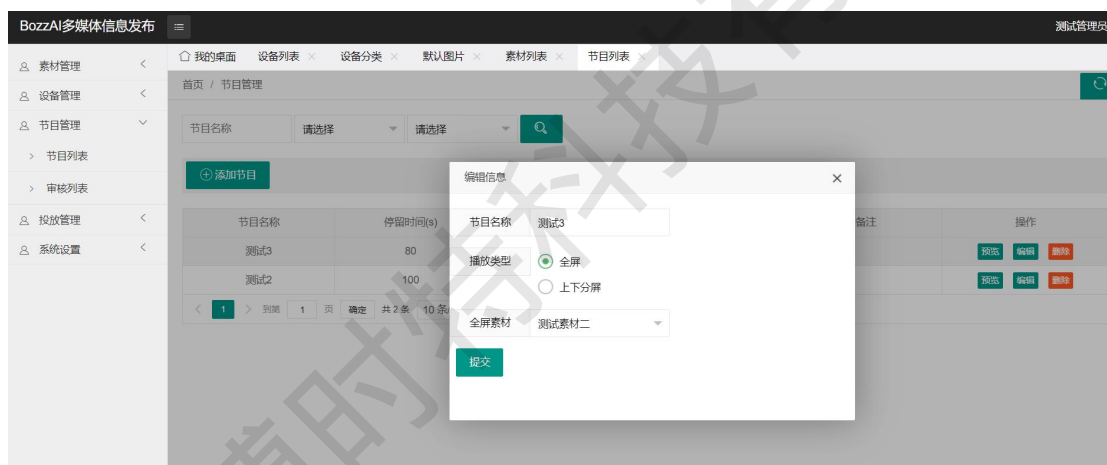 BozzAI多媒体信息发布 测试管理员
素材管理
设备管理
节目管理
节目列表
审核列表
投放管理
系统设置
我的桌面 设备列表 设备分类 默认图片 素材列表 节目列表
首页 / 节目管理
节目名称 请选择 请选择
添加节目
节目名称 停留时间(s) 备注 操作
测试3 80 预览 编辑 删除
测试2 100 预览 编辑 删除
1 到第 1 页 确定 共 2 条 10 条
编辑信息
节目名称 测试3
播放类型 全屏
上下分屏
全屏素材 测试素材二
提交
时特科技有